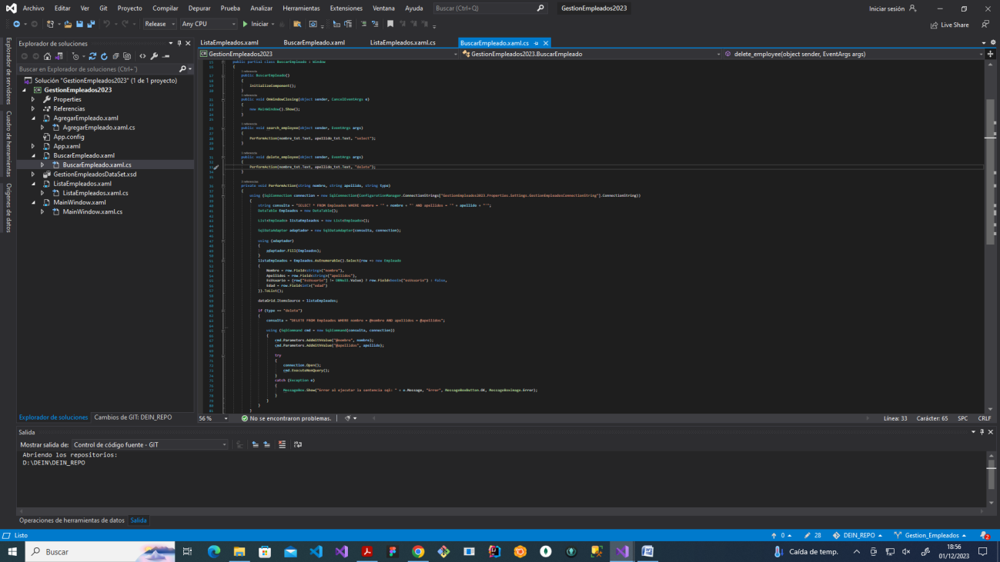 Archivo Editar Ver Git Proyecto Compilar Depurar Prueba Analizar Herramientas Extensiones Ventana Ayuda Buscar (Ctrl+Q) GestionEmpleados2023 Iniciar sesión
Release Any CPU Iniciar Live Share
Explorador de servidores
Cuadro de herramientas
Orígenes de datos
Explorador de soluciones
Buscar en Explorador de soluciones (Ctrl+¨)
Solución "GestionEmpleados2023" (1 de 1 proyecto)
GestionEmpleados2023
Properties
Referencias
AgregarEmpleado.xaml
AgregarEmpleado.xaml.cs
App.config
App.xaml
BuscarEmpleado.xaml
BuscarEmpleado.xaml.cs
GestionEmpleadosDataSet.xsd
ListaEmpleados.xaml
ListaEmpleados.xaml.cs
MainWindow.xaml
MainWindow.xaml.cs
Explorador de soluciones Cambios de GIT: DEIN_REPO
ListaEmpleados.xaml BuscarEmpleado.xaml ListaEmpleados.xaml.cs BuscarEmpleado.xaml.cs
GestionEmpleados2023 GestionEmpleados2023.BuscarEmpleado delete_employee(object sender, EventArgs args)
public partial class BuscarEmpleado : Window
{
public BuscarEmpleado()
{
InitializeComponent();
}
public void OnWindowClosing(object sender, CancelEventArgs e)
{
new MainWindow().Show();
}
public void search_employee(object sender, EventArgs args)
{
PerformAction(nombre_txt.Text, apellido_txt.Text, "select");
}
public void delete_employee(object sender, EventArgs args)
{
PerformAction(nombre_txt.Text, apellido_txt.Text, "delete");
}
private void PerformAction(string nombre, string apellido, string type)
{
using (SqlConnection connection = new SqlConnection(ConfigurationManager.ConnectionStrings["GestionEmpleados2023.Properties.Settings.GestionEmpleadosConnectionString"].ConnectionString))
{
string consulta = "SELECT * FROM Empleados WHERE nombre = '" + nombre + "' AND apellidos = '" + apellido + "'";
DataTable Empleados = new DataTable();
List<Empleado> listaEmpleados = new List<Empleado>();
SqlDataAdapter adaptador = new SqlDataAdapter(consulta, connection);
using (adaptador)
{
adaptador.Fill(Empleados);
}
listaEmpleados = Empleados.AsEnumerable().Select(row => new Empleado
{
Nombre = row.Field<string>("nombre"),
Apellidos = row.Field<string>("apellidos"),
EsUsuario = (row["EsUsuario"] != DBNull.Value) ? row.Field<bool>("esUsuario") : false,
Edad = row.Field<int>("edad")
}).ToList();
dataGrid.ItemsSource = listaEmpleados;
if (type == "delete")
{
consulta = "DELETE FROM Empleados WHERE nombre = @nombre AND apellidos = @apellidos";
using (SqlCommand cmd = new SqlCommand(consulta, connection))
{
cmd.Parameters.AddWithValue("@nombre", nombre);
cmd.Parameters.AddWithValue("@apellidos", apellido);
try
{
connection.Open();
cmd.ExecuteNonQuery();
}
catch (Exception e)
{
MessageBox.Show("Error al ejecutar la sentencia sql: " + e.Message, "Error", MessageBoxButton.OK, MessageBoxImage.Error);
}
}
}
}
56 % No se encontraron problemas. Línea: 33 Carácter: 65 SPC CRLF
Salida
Mostrar salida de: Control de código fuente - GIT
Abriendo los repositorios:
D:\DEIN\DEIN_REPO
Operaciones de herramientas de datos Salida
Listo 0 28 DEIN_REPO Gestion_Empleados 2
Buscar Caída de temp. 18:56
01/12/2023